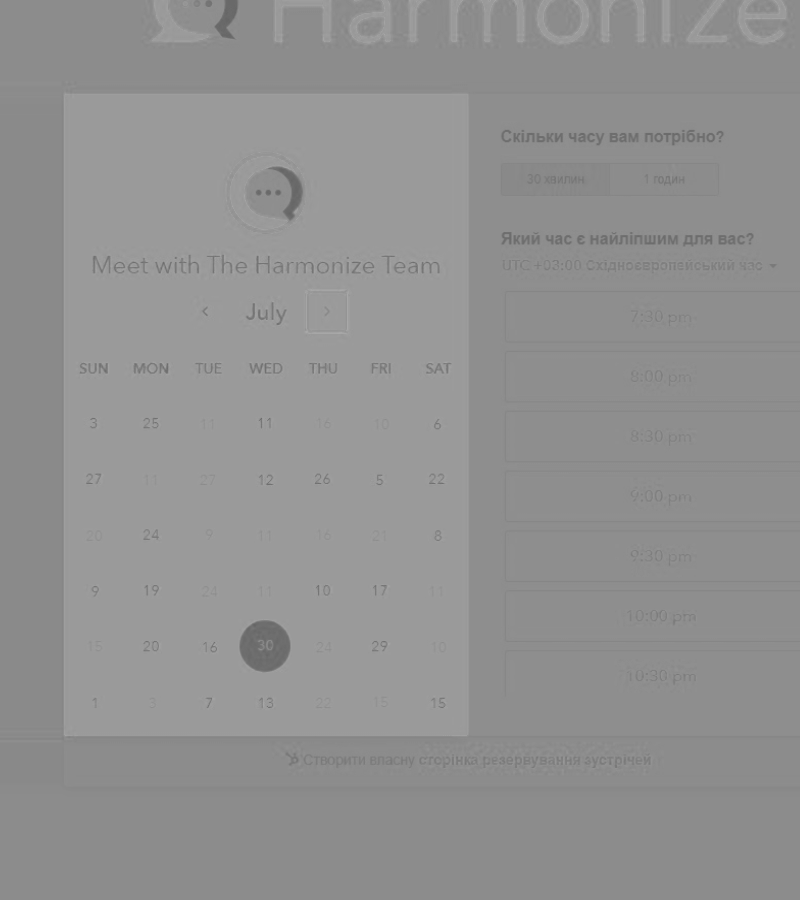 Harmonize
Meet with The Harmonize Team
July
SUN MON TUE WED THU FRI SAT
3 25 11 11 16 10 6
27 11 27 12 26 5 22
20 24 9 11 16 21 8
9 19 24 11 10 17 11
15 20 16 30 24 29 10
1 3 7 13 22 15 15
Скільки часу вам потрібно?
30 хвилин 1 годин
Який час є найліпшим для вас?
UTC +03:00 Східноєвропейський час
7:30 pm
8:00 pm
8:30 pm
9:00 pm
9:30 pm
10:00 pm
10:30 pm
Створити власну сторінка резервування зустрічей